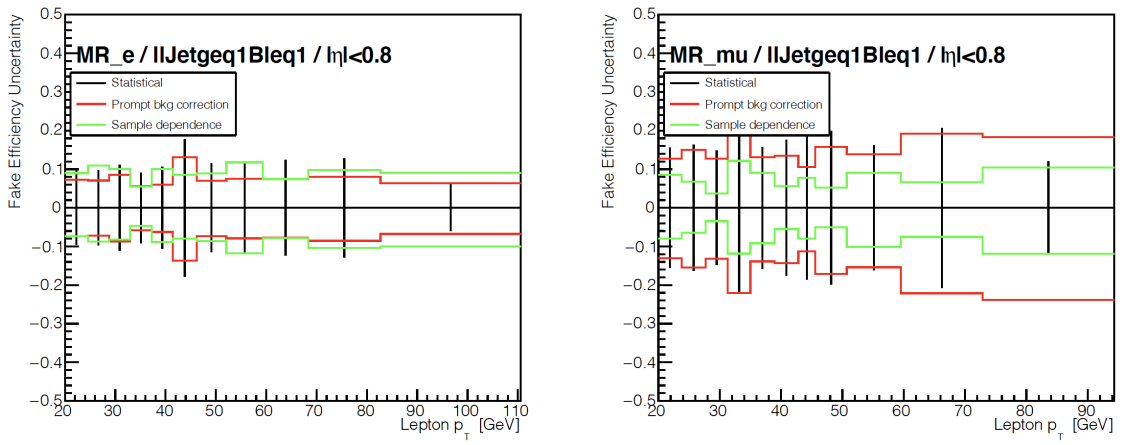 MR_e / llJetgeq1Bleq1 / |η|<0.8
Statistical
Prompt bkg correction
Sample dependence
Fake Efficiency Uncertainty
0.5
0.4
0.3
0.2
0.1
0
−0.1
−0.2
−0.3
−0.4
−0.5
20 30 40 50 60 70 80 90 100 110
Lepton p_T [GeV]
MR_mu / llJetgeq1Bleq1 / |η|<0.8
Statistical
Prompt bkg correction
Sample dependence
Fake Efficiency Uncertainty
0.5
0.4
0.3
0.2
0.1
0
−0.1
−0.2
−0.3
−0.4
−0.5
20 30 40 50 60 70 80 90
Lepton p_T [GeV]